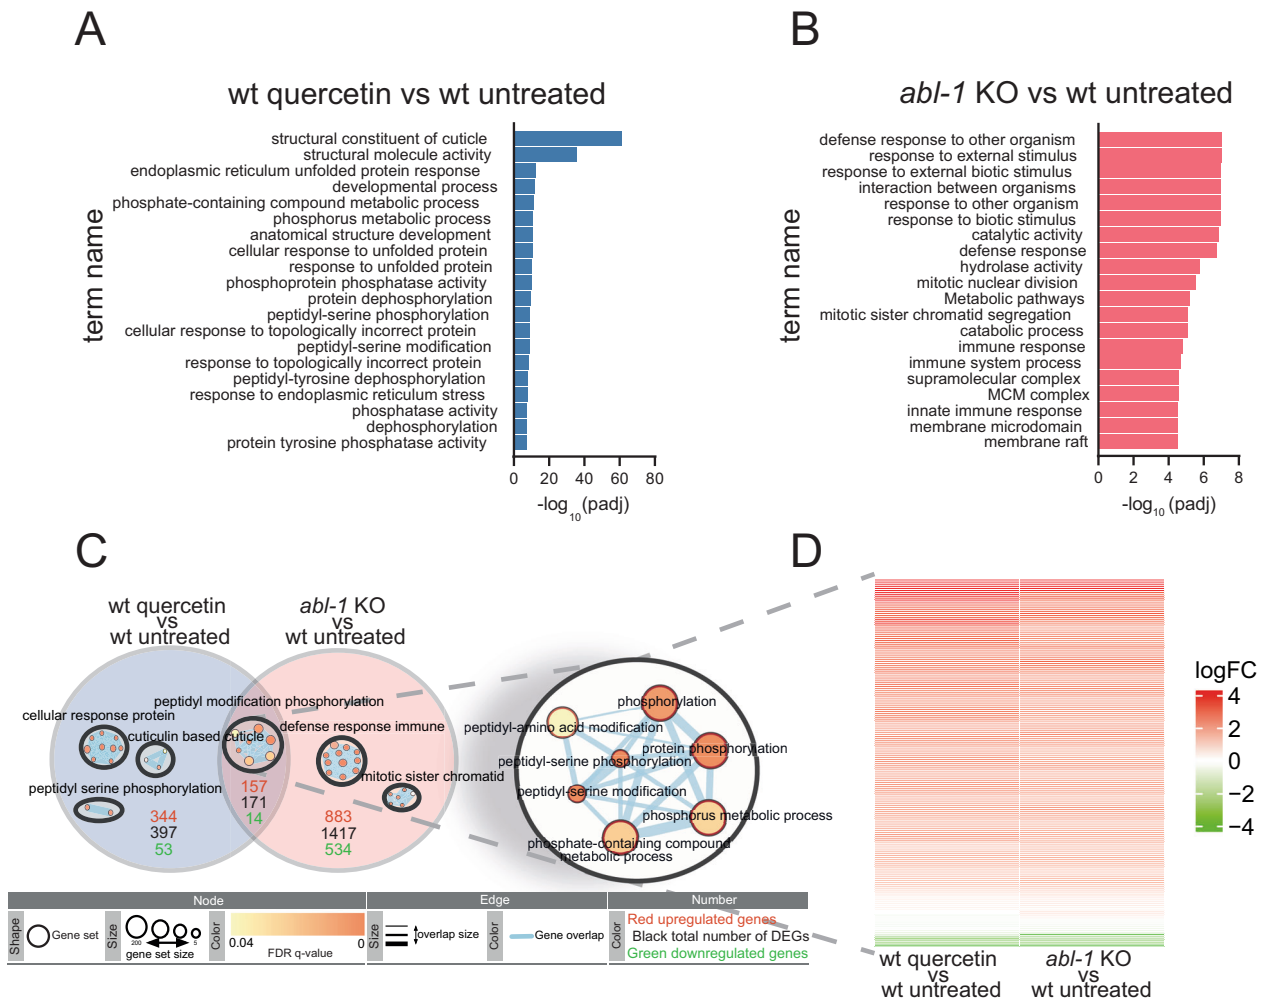 A
wt quercetin vs wt untreated
term name
structural constituent of cuticle
structural molecule activity
endoplasmic reticulum unfolded protein response
developmental process
phosphate-containing compound metabolic process
phosphorus metabolic process
anatomical structure development
cellular response to unfolded protein
response to unfolded protein
phosphoprotein phosphatase activity
protein dephosphorylation
peptidyl-serine phosphorylation
cellular response to topologically incorrect protein
peptidyl-serine modification
response to topologically incorrect protein
peptidyl-tyrosine dephosphorylation
response to endoplasmic reticulum stress
phosphatase activity
dephosphorylation
protein tyrosine phosphatase activity
0 20 40 60 80
-log10(padj)
B
abl-1 KO vs wt untreated
term name
defense response to other organism
response to external stimulus
response to external biotic stimulus
interaction between organisms
response to other organism
response to biotic stimulus
catalytic activity
defense response
hydrolase activity
mitotic nuclear division
Metabolic pathways
mitotic sister chromatid segregation
catabolic process
immune response
immune system process
supramolecular complex
MCM complex
innate immune response
membrane microdomain
membrane raft
0 2 4 6 8
-log10 (padj)
C
wt quercetin
vs
wt untreated
abl-1 KO
vs
wt untreated
peptidyl modification phosphorylation
cellular response protein
defense response immune
cuticulin based cuticle
mitotic sister chromatid
peptidyl serine phosphorylation
344
397
53
157
171
14
883
1417
534
phosphorylation
peptidyl-amino acid modification
protein phosphorylation
peptidyl-serine phosphorylation
peptidyl-serine modification
phosphorus metabolic process
phosphate-containing compound
metabolic process
Node
Edge
Number
Shape
Gene set
Size
200
5
gene set size
Color
0.04
0
FDR q-value
Size
overlap size
Color
Gene overlap
Color
Red upregulated genes
Black total number of DEGs
Green downregulated genes
D
logFC
4
2
0
−2
−4
wt quercetin
vs
wt untreated
abl-1 KO
vs
wt untreated